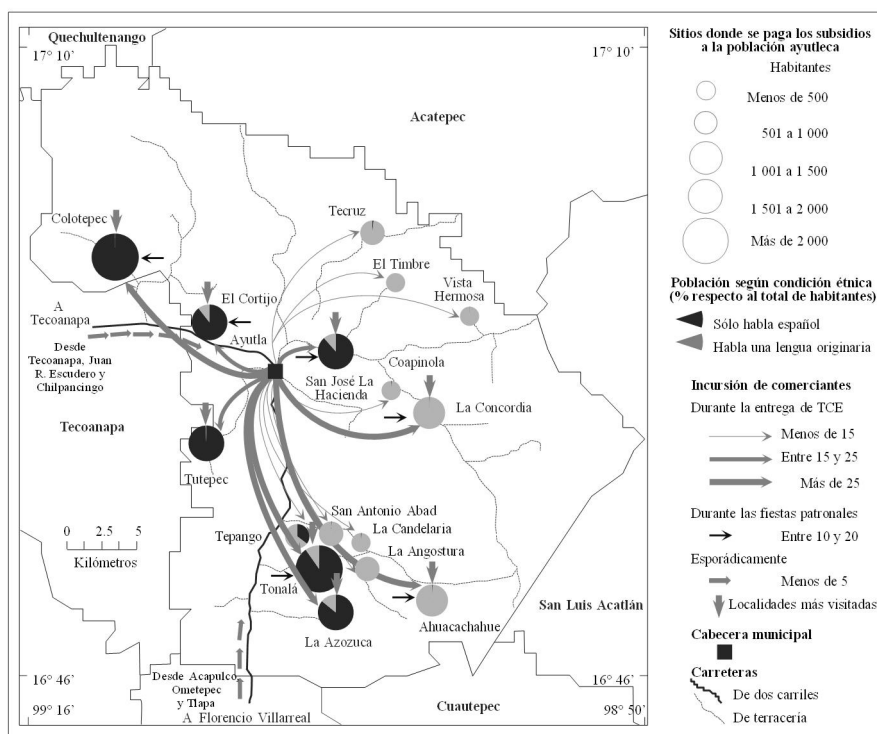 Quechultenango
17° 10'
17° 10'
Acatepec
Colotepec
Tecruz
El Timbre
El Cortijo
Vista
Hermosa
A
Tecoanapa
Ayutla
Desde
Tecoanapa, Juan
R. Escudero y
Chilpancingo
San José La
Hacienda
Coapinola
La Concordia
Tecoanapa
Tutepec
0 2.5 5
Kilómetros
San Antonio Abad
La Candelaria
Tepango
La Angostura
Tonalá
La Azozuca
Ahuacachahue
San Luis Acatlán
Desde Acapulco,
Ometepec
y Tlapa
A Florencio Villarreal
Cuautepec
16° 46'
99° 16'
16° 46'
98° 50'
Sitios donde se paga los subsidios
a la población ayutleca
Habitantes
Menos de 500
501 a 1 000
1 001 a 1 500
1 501 a 2 000
Más de 2 000
Población según condición étnica
(% respecto al total de habitantes)
Sólo habla español
Habla una lengua originaria
Incursión de comerciantes
Durante la entrega de TCE
Menos de 15
Entre 15 y 25
Más de 25
Durante las fiestas patronales
Entre 10 y 20
Esporádicamente
Menos de 5
Localidades más visitadas
Cabecera municipal
Carreteras
De dos carriles
De terracería